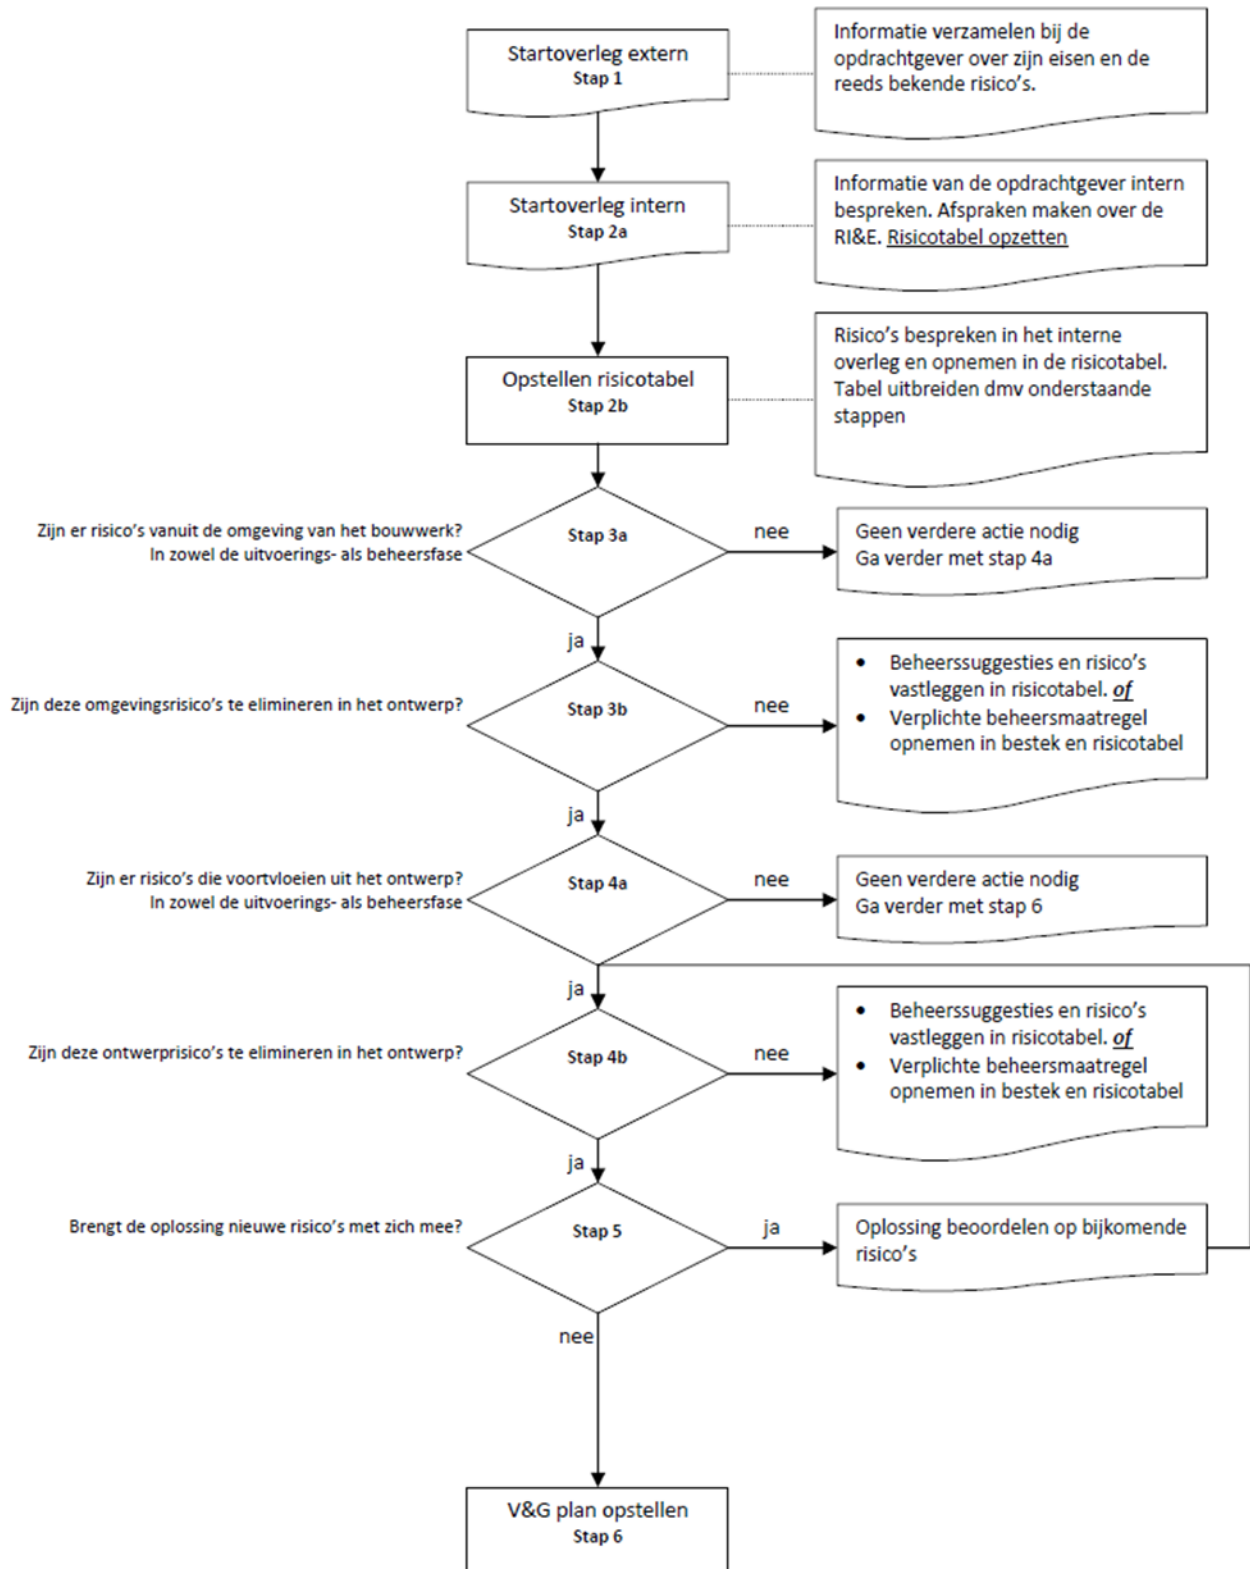 Startoverleg extern
Stap 1
Informatie verzamelen bij de
opdrachtgever over zijn eisen en de
reeds bekende risico's.
Startoverleg intern
Stap 2a
Informatie van de opdrachtgever intern
bespreken. Afspraken maken over de
RI&E. Risicotabel opzetten
Opstellen risicotabel
Stap 2b
Risico's bespreken in het interne
overleg en opnemen in de risicotabel.
Tabel uitbreiden dmv onderstaande
stappen
Zijn er risico's vanuit de omgeving van het bouwwerk?
In zowel de uitvoerings- als beheersfase
Stap 3a
nee
Geen verdere actie nodig
Ga verder met stap 4a
ja
Zijn deze omgevingsrisico's te elimineren in het ontwerp?
Stap 3b
nee
• Beheerssuggesties en risico's
vastleggen in risicotabel. of
• Verplichte beheersmaatregel
opnemen in bestek en risicotabel
ja
Zijn er risico's die voortvloeien uit het ontwerp?
In zowel de uitvoerings- als beheersfase
Stap 4a
nee
Geen verdere actie nodig
Ga verder met stap 6
ja
Zijn deze ontwerprisico's te elimineren in het ontwerp?
Stap 4b
nee
• Beheerssuggesties en risico's
vastleggen in risicotabel. of
• Verplichte beheersmaatregel
opnemen in bestek en risicotabel
ja
Brengt de oplossing nieuwe risico's met zich mee?
Stap 5
ja
Oplossing beoordelen op bijkomende
risico's
nee
V&G plan opstellen
Stap 6